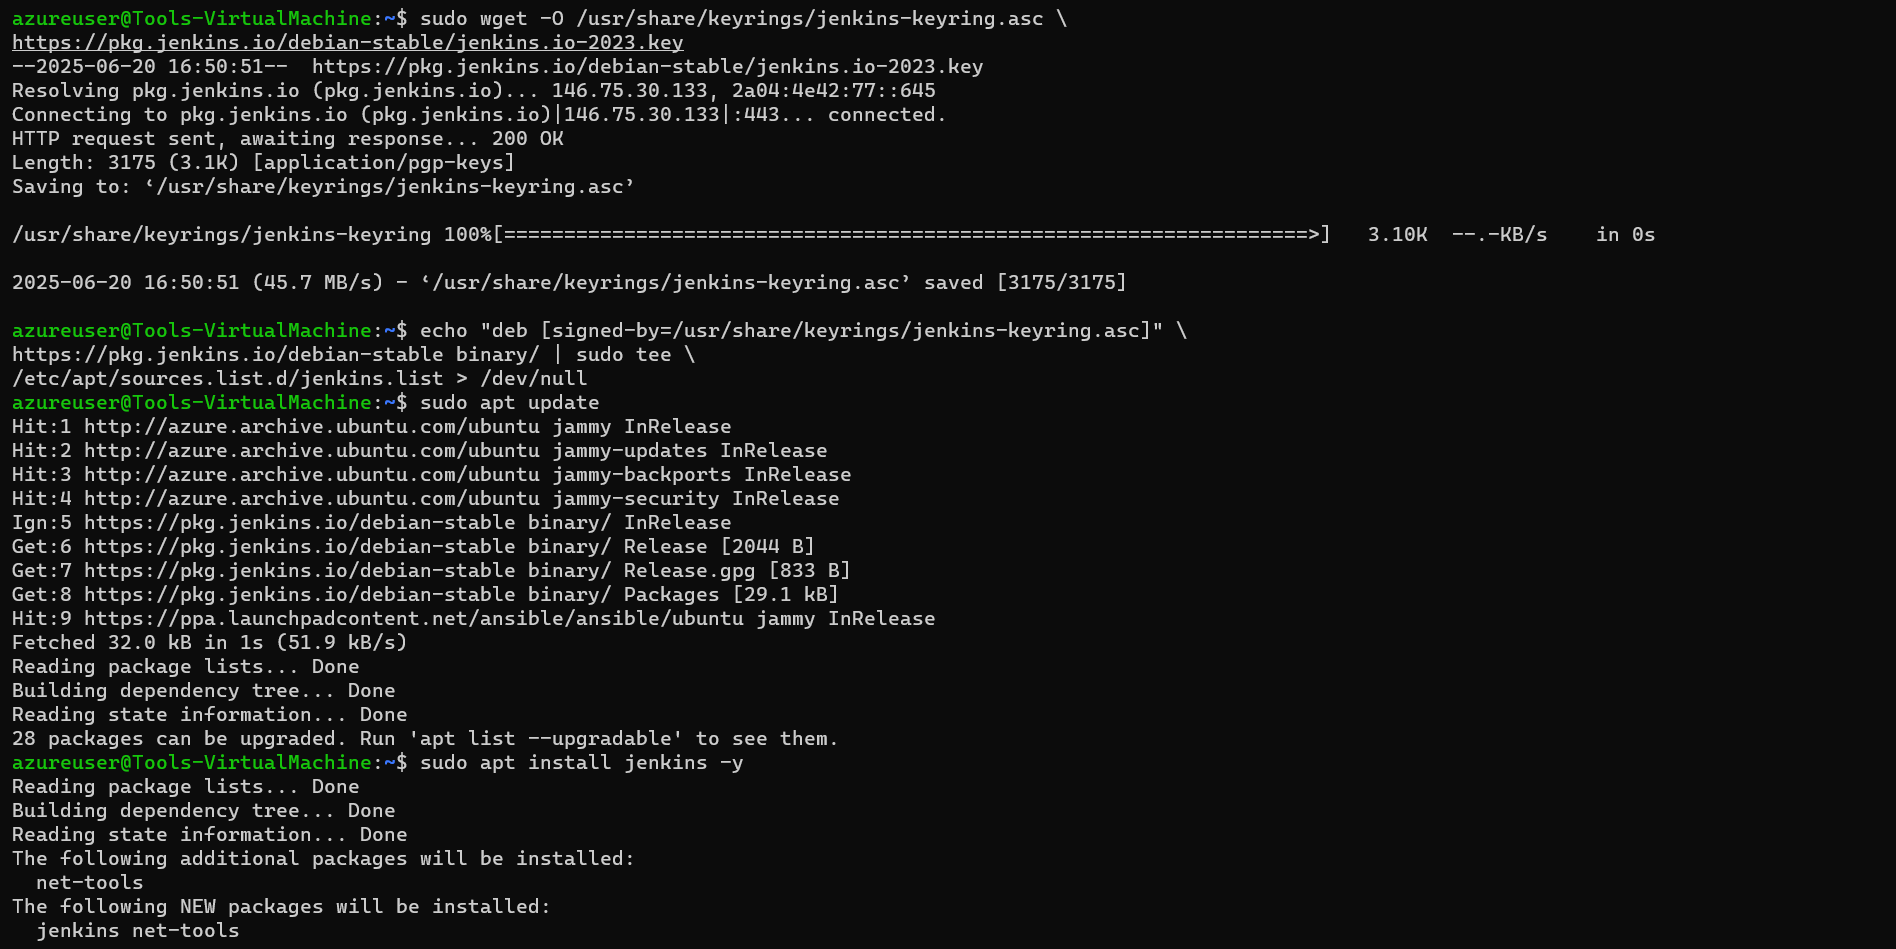 azureuser@Tools-VirtualMachine:~$ sudo wget -O /usr/share/keyrings/jenkins-keyring.asc \
https://pkg.jenkins.io/debian-stable/jenkins.io-2023.key
--2025-06-20 16:50:51--  https://pkg.jenkins.io/debian-stable/jenkins.io-2023.key
Resolving pkg.jenkins.io (pkg.jenkins.io)... 146.75.30.133, 2a04:4e42:77::645
Connecting to pkg.jenkins.io (pkg.jenkins.io)|146.75.30.133|:443... connected.
HTTP request sent, awaiting response... 200 OK
Length: 3175 (3.1K) [application/pgp-keys]
Saving to: ‘/usr/share/keyrings/jenkins-keyring.asc’

/usr/share/keyrings/jenkins-keyring 100%[===================================================================>]   3.10K  --.-KB/s    in 0s

2025-06-20 16:50:51 (45.7 MB/s) - ‘/usr/share/keyrings/jenkins-keyring.asc’ saved [3175/3175]

azureuser@Tools-VirtualMachine:~$ echo "deb [signed-by=/usr/share/keyrings/jenkins-keyring.asc]" \
https://pkg.jenkins.io/debian-stable binary/ | sudo tee \
/etc/apt/sources.list.d/jenkins.list > /dev/null
azureuser@Tools-VirtualMachine:~$ sudo apt update
Hit:1 http://azure.archive.ubuntu.com/ubuntu jammy InRelease
Hit:2 http://azure.archive.ubuntu.com/ubuntu jammy-updates InRelease
Hit:3 http://azure.archive.ubuntu.com/ubuntu jammy-backports InRelease
Hit:4 http://azure.archive.ubuntu.com/ubuntu jammy-security InRelease
Ign:5 https://pkg.jenkins.io/debian-stable binary/ InRelease
Get:6 https://pkg.jenkins.io/debian-stable binary/ Release [2044 B]
Get:7 https://pkg.jenkins.io/debian-stable binary/ Release.gpg [833 B]
Get:8 https://pkg.jenkins.io/debian-stable binary/ Packages [29.1 kB]
Hit:9 https://ppa.launchpadcontent.net/ansible/ansible/ubuntu jammy InRelease
Fetched 32.0 kB in 1s (51.9 kB/s)
Reading package lists... Done
Building dependency tree... Done
Reading state information... Done
28 packages can be upgraded. Run 'apt list --upgradable' to see them.
azureuser@Tools-VirtualMachine:~$ sudo apt install jenkins -y
Reading package lists... Done
Building dependency tree... Done
Reading state information... Done
The following additional packages will be installed:
  net-tools
The following NEW packages will be installed:
  jenkins net-tools